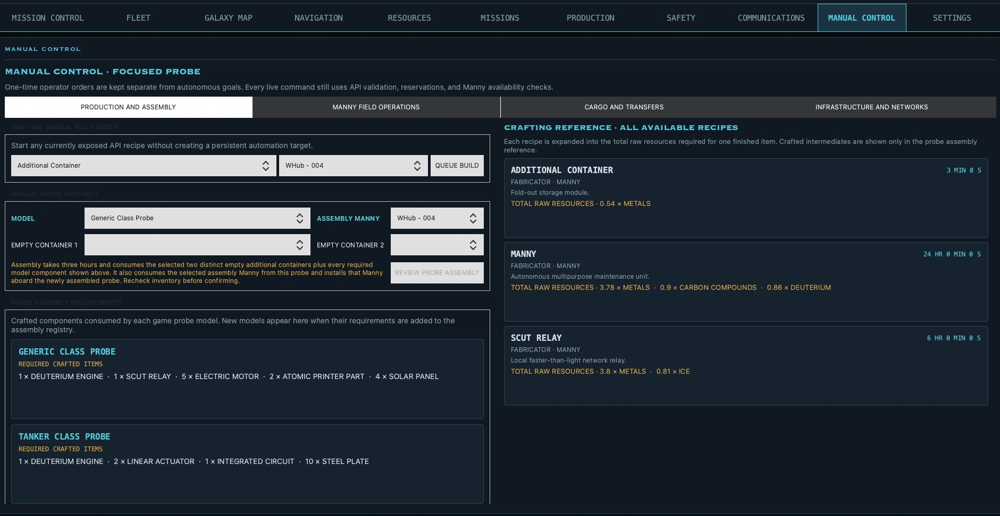 MISSION CONTROL
FLEET
GALAXY MAP
NAVIGATION
RESOURCES
MISSIONS
PRODUCTION
SAFETY
COMMUNICATIONS
MANUAL CONTROL
SETTINGS
MANUAL CONTROL
MANUAL CONTROL · FOCUSED PROBE
One-time operator orders are kept separate from autonomous goals. Every live command still uses API validation, reservations, and Manny availability checks.
PRODUCTION AND ASSEMBLY
MANNY FIELD OPERATIONS
CARGO AND TRANSFERS
INFRASTRUCTURE AND NETWORKS
ONE-TIME MANUAL BUILD ORDER
Start any currently exposed API recipe without creating a persistent automation target.
Additional Container
WHub - 004
QUEUE BUILD
MANUAL PROBE ASSEMBLY
MODEL
Generic Class Probe
ASSEMBLY MANNY
WHub - 004
EMPTY CONTAINER 1
EMPTY CONTAINER 2
Assembly takes three hours and consumes the selected two distinct empty additional containers plus every required
model component shown above. It also consumes the selected assembly Manny from this probe and installs that Manny
aboard the newly assembled probe. Recheck inventory before confirming.
REVIEW PROBE ASSEMBLY
PROBE ASSEMBLY REQUIREMENTS
Crafted components consumed by each game probe model. New models appear here when their requirements are added to the
assembly registry.
GENERIC CLASS PROBE
REQUIRED CRAFTED ITEMS
1 × DEUTERIUM ENGINE · 1 × SCUT RELAY · 5 × ELECTRIC MOTOR · 2 × ATOMIC PRINTER PART · 4 × SOLAR PANEL
TANKER CLASS PROBE
REQUIRED CRAFTED ITEMS
1 × DEUTERIUM ENGINE · 2 × LINEAR ACTUATOR · 1 × INTEGRATED CIRCUIT · 10 × STEEL PLATE
CRAFTING REFERENCE · ALL AVAILABLE RECIPES
Each recipe is expanded into the total raw resources required for one finished item. Crafted intermediates are shown only in the probe assembly
reference.
ADDITIONAL CONTAINER
3 MIN 0 S
FABRICATOR · MANNY
Fold-out storage module.
TOTAL RAW RESOURCES · 0.54 × METALS
MANNY
24 HR 0 MIN 0 S
FABRICATOR · MANNY
Autonomous multipurpose maintenance unit.
TOTAL RAW RESOURCES · 3.78 × METALS · 0.9 × CARBON COMPOUNDS · 0.86 × DEUTERIUM
SCUT RELAY
6 HR 0 MIN 0 S
FABRICATOR · MANNY
Local faster-than-light network relay.
TOTAL RAW RESOURCES · 3.8 × METALS · 0.81 × ICE